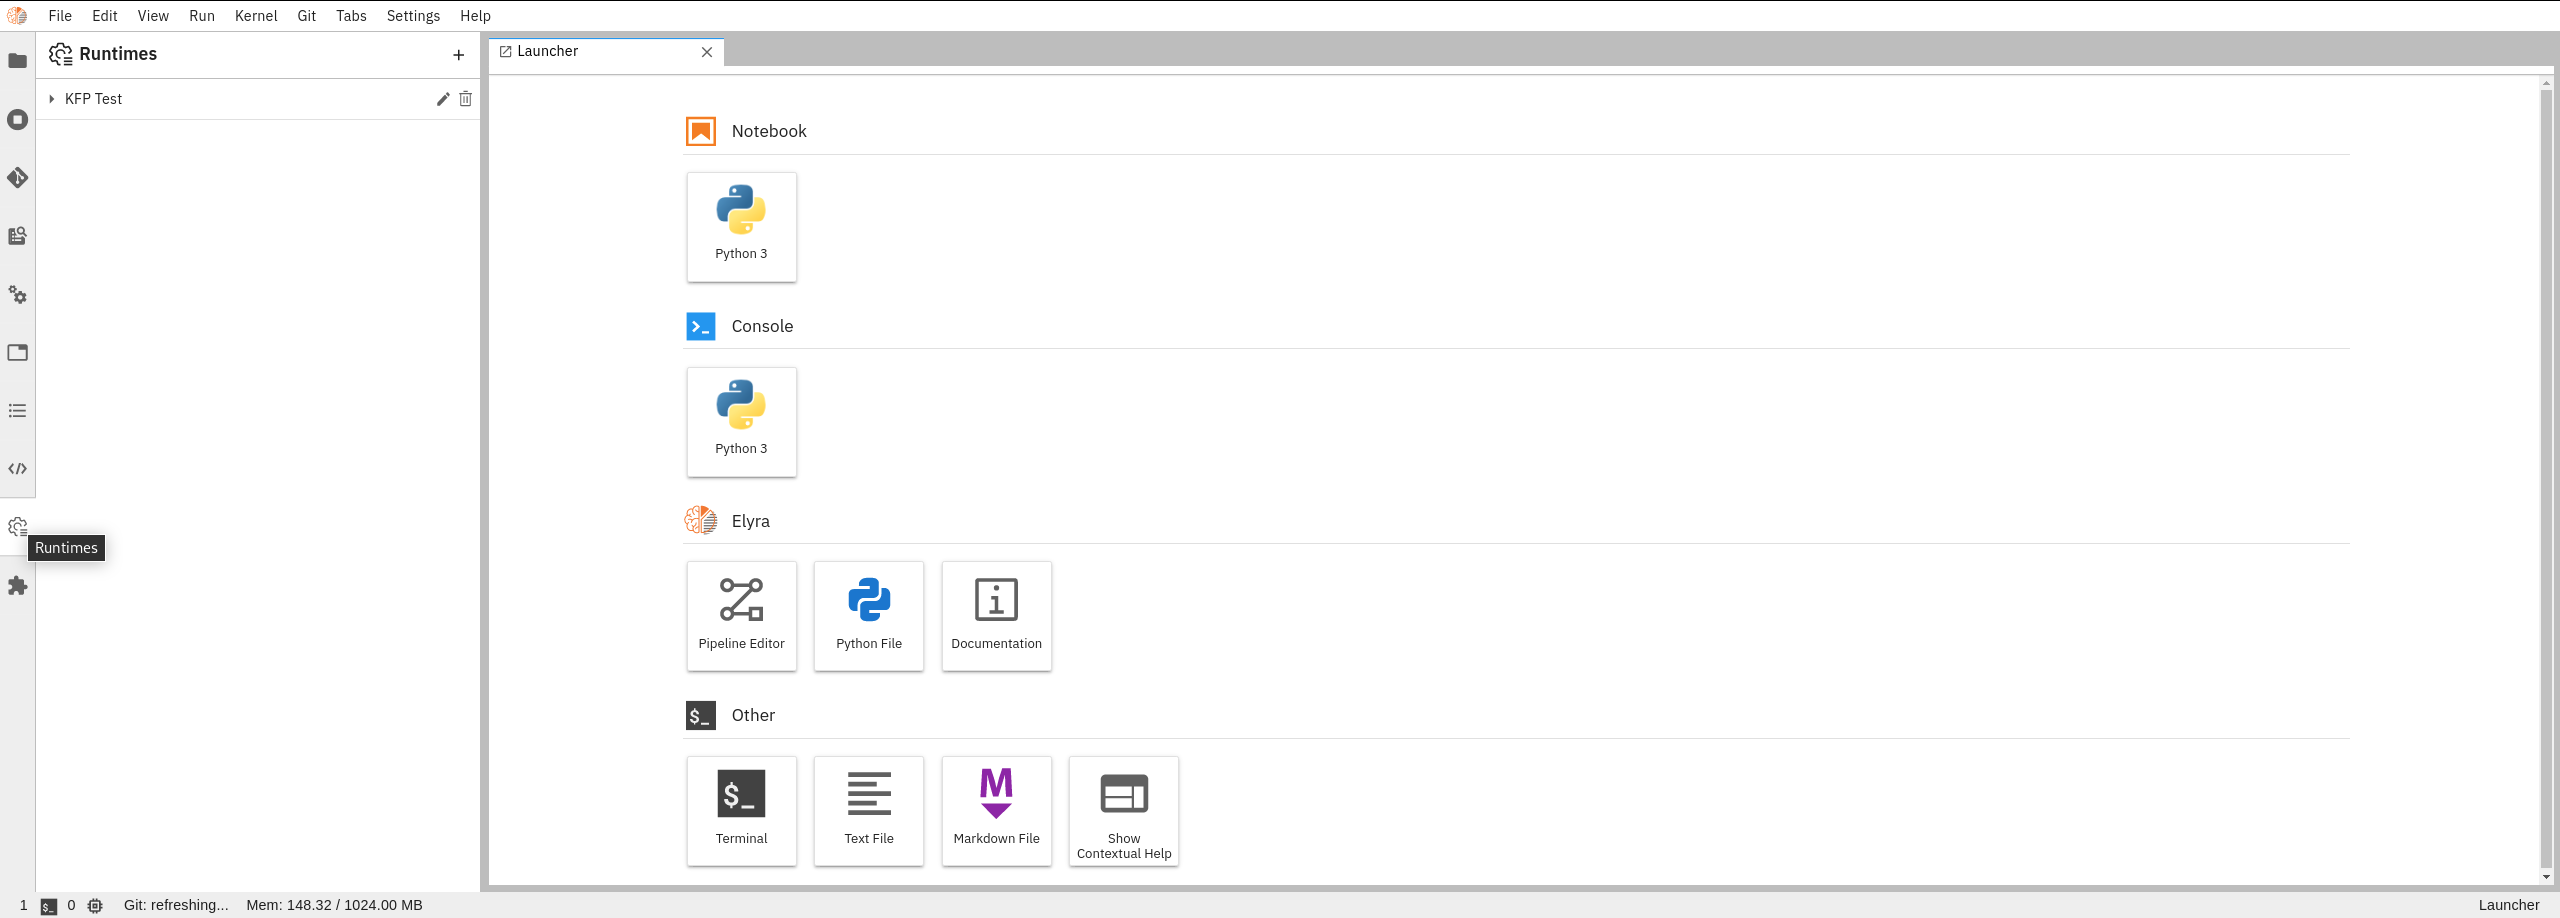 File Edit View Run Kernel Git Tabs Settings Help
Runtimes
KFP Test
Runtimes
Launcher
Notebook
Python 3
Console
Python 3
Elyra
Pipeline Editor
Python File
Documentation
$_ Other
$_
Terminal
Text File
M
Markdown File
Show
Contextual Help
1 $_ 0 Git: refreshing... Mem: 148.32 / 1024.00 MB
Launcher